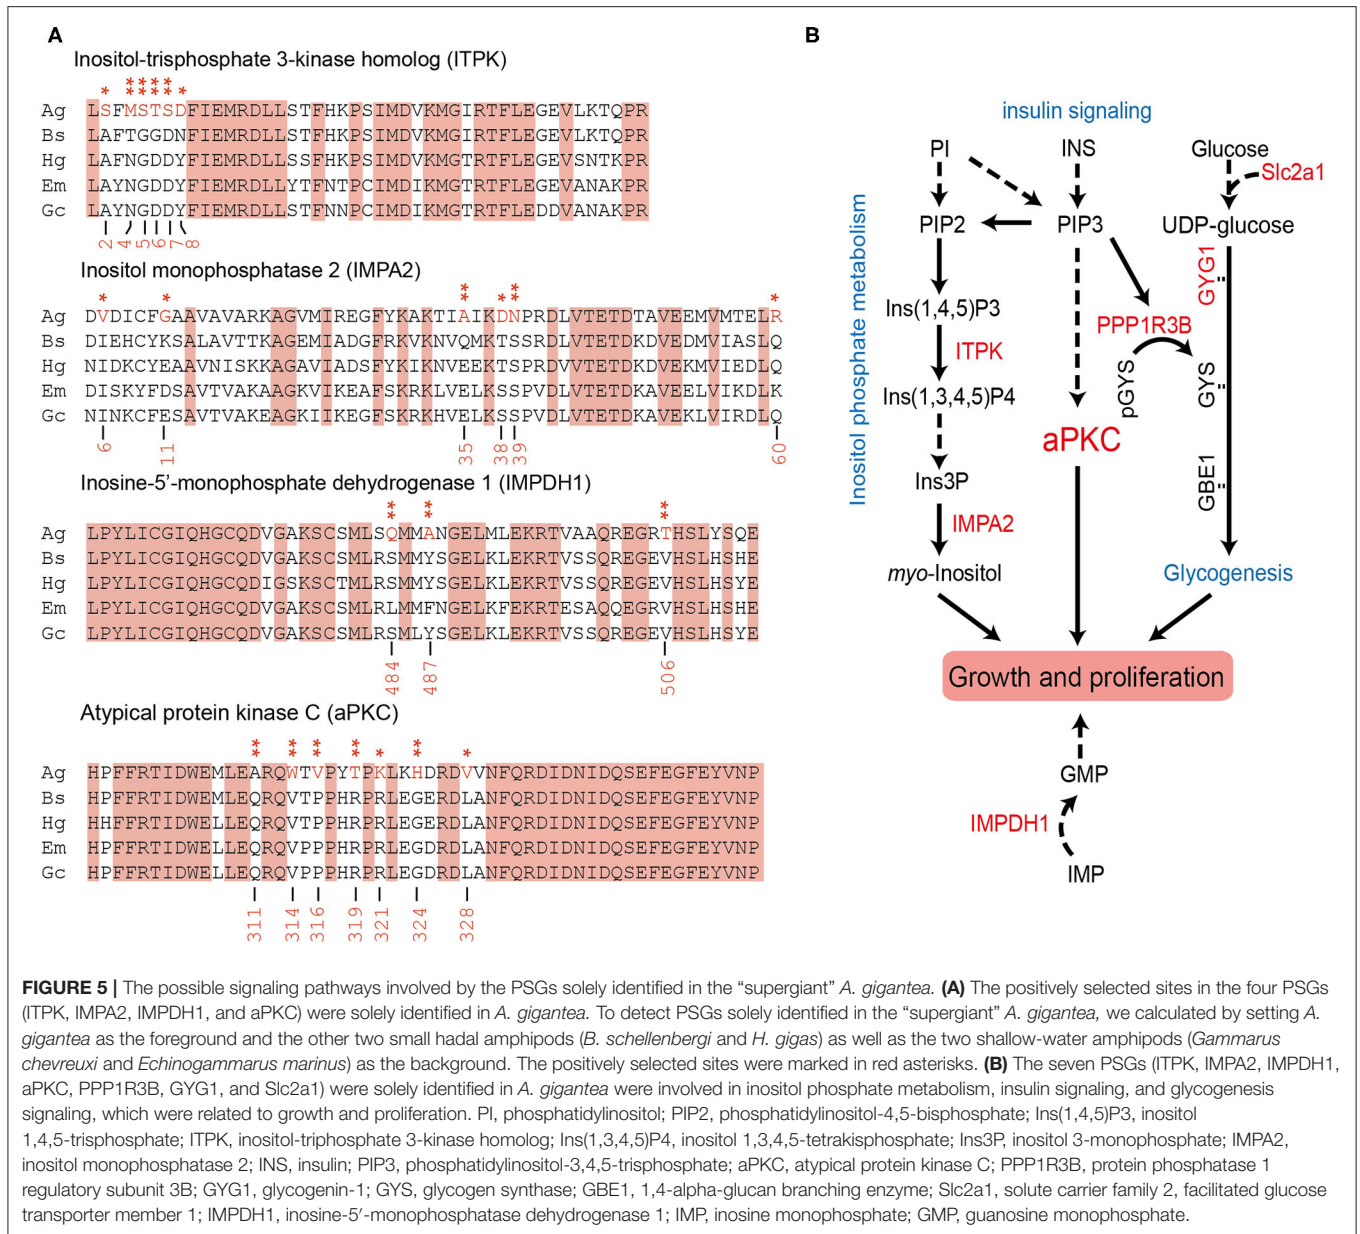 A
Inositol-trisphosphate 3-kinase homolog (ITPK)
* ** ** ** ** *
Ag LSFMSTSDFIEMRDLLSTFHKPSIMDVKMGIRTFLEGEVLKTQPR
Bs LAFTGGDNFIEMRDLLSTFHKPSIMDVKMGIRTFLEGEVLKTQPR
Hg LAFNGDDYFIEMRDLLSSFHKPSIMDVKMGTRTFLEGEVSNTKPR
Em LAYNGDDYFIEMRDLLYTFNTPCIMDIKMGTRTFLEGEVANAKPR
Gc LAYNGDDYFIEMRDLLSTFNNPCIMDIKMGTRTFLEDDVANAKPR
2 4 5 6 7 8
Inositol monophosphatase 2 (IMPA2)
* * ** * ** *
Ag DVDICFGAAVAVARKAGVMIREGFYKAKTIAIKDNPRDLVTETDTAVEEMVMTELR
Bs DIEHCYKSALAVTTKAGEMIADGFRKVKNVQMKTSSRDLVTETDKDVEDMVIASLQ
Hg NIDKCYEAAVNISKKAGAVIADSFYKIKNVEEKTSPRDVVTETDKDVEKMVIEDLQ
Em DISKYFDSAVTVAKAAGKVIKEAFSKRKLVELKSSPVDLVTETDKAVEELVIKDLK
Gc NINKCFESAVTVAKEAGKIIKEGFSKRKHVELKSSPVDLVTETDKAVEKLVIRDLQ
6 11 35 38 39 60
Inosine-5'-monophosphate dehydrogenase 1 (IMPDH1)
** ** **
Ag LPYLICGIQHGCQDVGAKSCSMLSQMMANGELMLEKRTVAAQREGRTHSLYSQE
Bs LPYLICGIQHGCQDVGAKSCSMLRSMMYSGELKLEKRTVSSQREGEVHSLHSHE
Hg LPYLICGIQHGCQDIGSKSCTMLRSMMYSGELKLEKRTVSSQREGEVHSLHSYE
Em LPYLICGIQHGCQDVGAKSCSMLRLMMFNGELKFEKRTESAQQEGRVHSLHSHE
Gc LPYLICGIQHGCQDVGAKSCSMLRSMLYSGELKLEKRTVSSQREGEVHSLHSYE
484 487 506
Atypical protein kinase C (aPKC)
** ** ** ** * ** *
Ag HPFFRTIDWEMLEARQWTVPYTPKLKHDRDVVNFQRDIDNIDQSEFEGFEYVNP
Bs HPFFRTIDWEMLEQRQVTPPHRPRLEGERDLANFQRDIDNIDQSEFEGFEYVNP
Hg HHFFRTIDWELLEQRQVTPPHRPRLEGERDLANFQRDIDNIDQSEFEGFEYVNP
Em HPFFRTIDWELLEQRQVPPPHRPRLEGDRDLANFQRDIDNIDQSEFEGFEYVNP
Gc HPFFRTIDWELLEQRQVPPPHRPRLEGDRDLANFQRDIDNIDQSEFEGFEYVNP
311 314 316 319 321 324 328
B
insulin signaling
Inositol phosphate metabolism
PI INS Glucose
Slc2a1
PIP2 PIP3 UDP-glucose
GYG1
Ins(1,4,5)P3
PPP1R3B
ITPK
pGYS GYS
Ins(1,3,4,5)P4
aPKC
GBE1
Ins3P
IMPA2
myo-Inositol Glycogenesis
Growth and proliferation
GMP
IMPDH1
IMP
FIGURE 5 | The possible signaling pathways involved by the PSGs solely identified in the “supergiant” A. gigantea. (A) The positively selected sites in the four PSGs
(ITPK, IMPA2, IMPDH1, and aPKC) were solely identified in A. gigantea. To detect PSGs solely identified in the “supergiant” A. gigantea, we calculated by setting A.
gigantea as the foreground and the other two small hadal amphipods (B. schellenbergi and H. gigas) as well as the two shallow-water amphipods (Gammarus
chevreuxi and Echinogammarus marinus) as the background. The positively selected sites were marked in red asterisks. (B) The seven PSGs (ITPK, IMPA2, IMPDH1,
aPKC, PPP1R3B, GYG1, and Slc2a1) were solely identified in A. gigantea were involved in inositol phosphate metabolism, insulin signaling, and glycogenesis
signaling, which were related to growth and proliferation. PI, phosphatidylinositol; PIP2, phosphatidylinositol-4,5-bisphosphate; Ins(1,4,5)P3, inositol
1,4,5-trisphosphate; ITPK, inositol-triphosphate 3-kinase homolog; Ins(1,3,4,5)P4, inositol 1,3,4,5-tetrakisphosphate; Ins3P, inositol 3-monophosphate; IMPA2,
inositol monophosphatase 2; INS, insulin; PIP3, phosphatidylinositol-3,4,5-trisphosphate; aPKC, atypical protein kinase C; PPP1R3B, protein phosphatase 1
regulatory subunit 3B; GYG1, glycogenin-1; GYS, glycogen synthase; GBE1, 1,4-alpha-glucan branching enzyme; Slc2a1, solute carrier family 2, facilitated glucose
transporter member 1; IMPDH1, inosine-5′-monophosphatase dehydrogenase 1; IMP, inosine monophosphate; GMP, guanosine monophosphate.